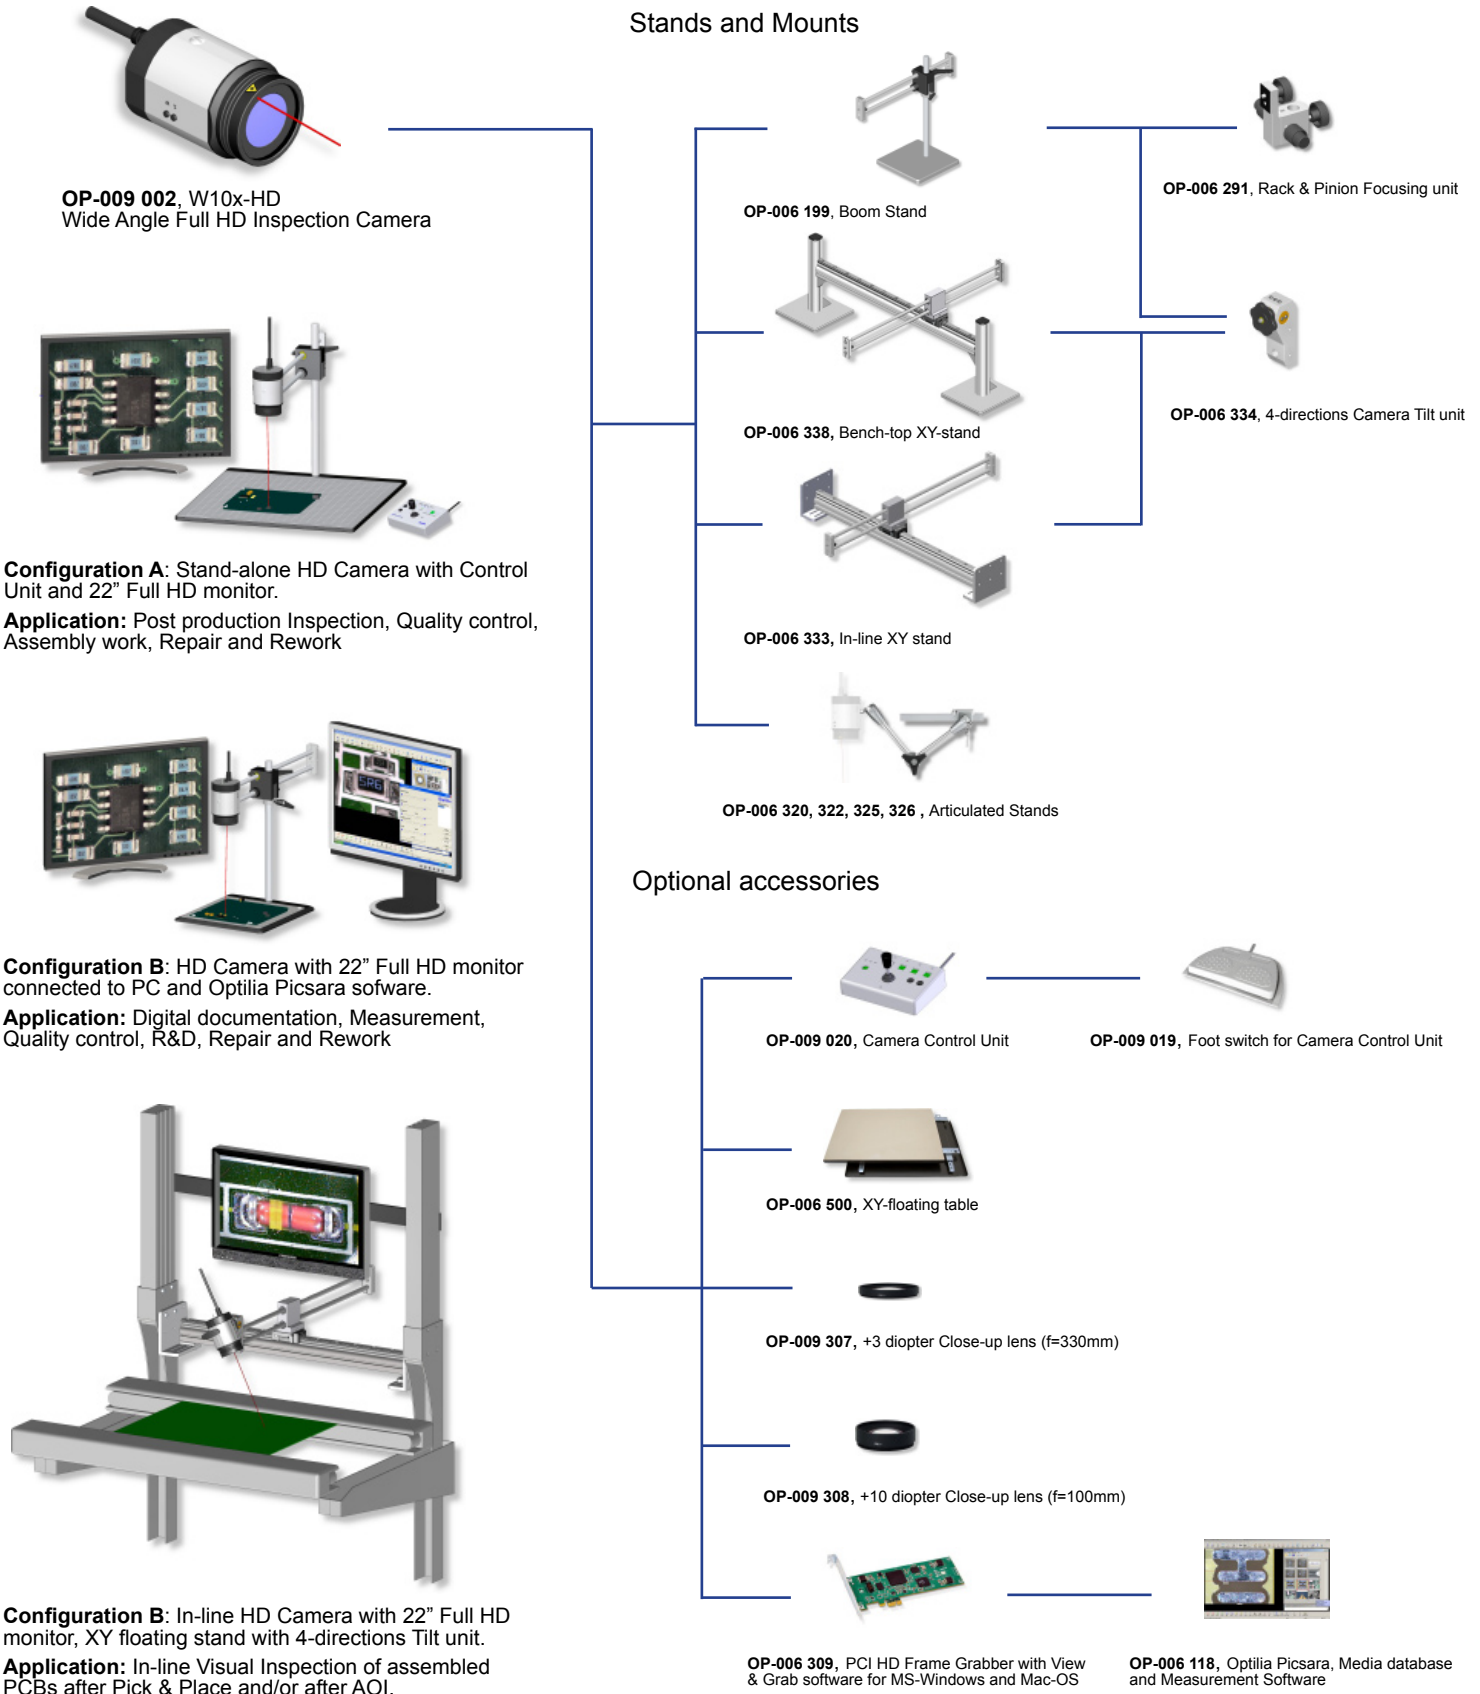 OP-009 002, W10x-HD
Wide Angle Full HD Inspection Camera
Configuration A: Stand-alone HD Camera with Control
Unit and 22” Full HD monitor.
Application: Post production Inspection, Quality control,
Assembly work, Repair and Rework
Configuration B: HD Camera with 22” Full HD monitor
connected to PC and Optilia Picsara sofware.
Application: Digital documentation, Measurement,
Quality control, R&D, Repair and Rework
Configuration B: In-line HD Camera with 22” Full HD
monitor, XY floating stand with 4-directions Tilt unit.
Application: In-line Visual Inspection of assembled
PCBs after Pick & Place and/or after AOI.
Stands and Mounts
OP-006 199, Boom Stand
OP-006 291, Rack & Pinion Focusing unit
OP-006 338, Bench-top XY-stand
OP-006 334, 4-directions Camera Tilt unit
OP-006 333, In-line XY stand
OP-006 320, 322, 325, 326 , Articulated Stands
Optional accessories
OP-009 020, Camera Control Unit
OP-009 019, Foot switch for Camera Control Unit
OP-006 500, XY-floating table
OP-009 307, +3 diopter Close-up lens (f=330mm)
OP-009 308, +10 diopter Close-up lens (f=100mm)
OP-006 309, PCI HD Frame Grabber with View
& Grab software for MS-Windows and Mac-OS
OP-006 118, Optilia Picsara, Media database
and Measurement Software